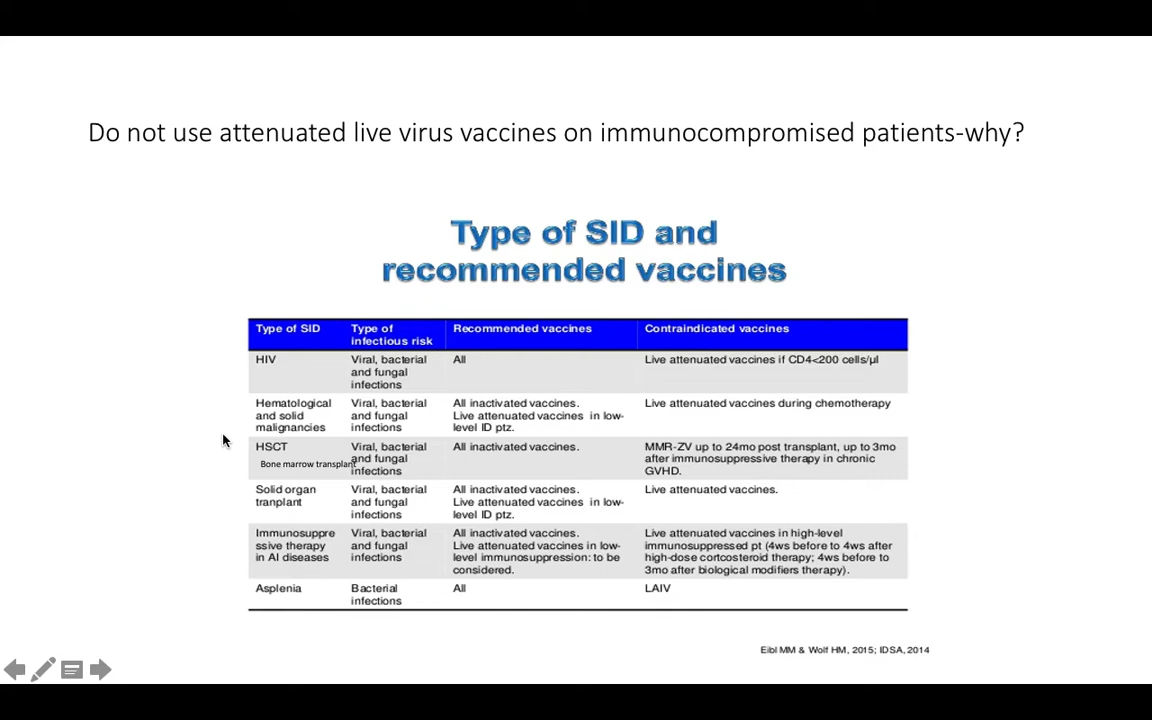 Do not use attenuated live virus vaccines on immunocompromised patients-why?
Type of SID and
recommended vaccines
Type of SID
Type of
infectious risk
Recommended vaccines
Contraindicated vaccines
HIV
Viral, bacterial
and fungal
infections
All
Live attenuated vaccines if CD4<200 cells/µl
Hematological
and solid
malignancies
Viral, bacterial
and fungal
infections
All inactivated vaccines.
Live attenuated vaccines in low-
level ID ptz.
Live attenuated vaccines during chemotherapy
HSCT
Bone marrow transplant
Viral, bacterial
and fungal
infections
All inactivated vaccines.
MMR-ZV up to 24mo post transplant, up to 3mo
after immunosuppressive therapy in chronic
GVHD.
Solid organ
tranplant
Viral, bacterial
and fungal
infections
All inactivated vaccines.
Live attenuated vaccines in low-
level ID ptz.
Live attenuated vaccines.
Immunosuppre
ssive therapy
in AI diseases
Viral, bacterial
and fungal
infections
All inactivated vaccines.
Live attenuated vaccines in low-
level immunosuppression: to be
considered.
Live attenuated vaccines in high-level
immunosuppressed pt (4ws before to 4ws after
high-dose cortcosteroid therapy; 4ws before to
3mo after biological modifiers therapy).
Asplenia
Bacterial
infections
All
LAIV
Eibl MM & Wolf HM, 2015; IDSA, 2014